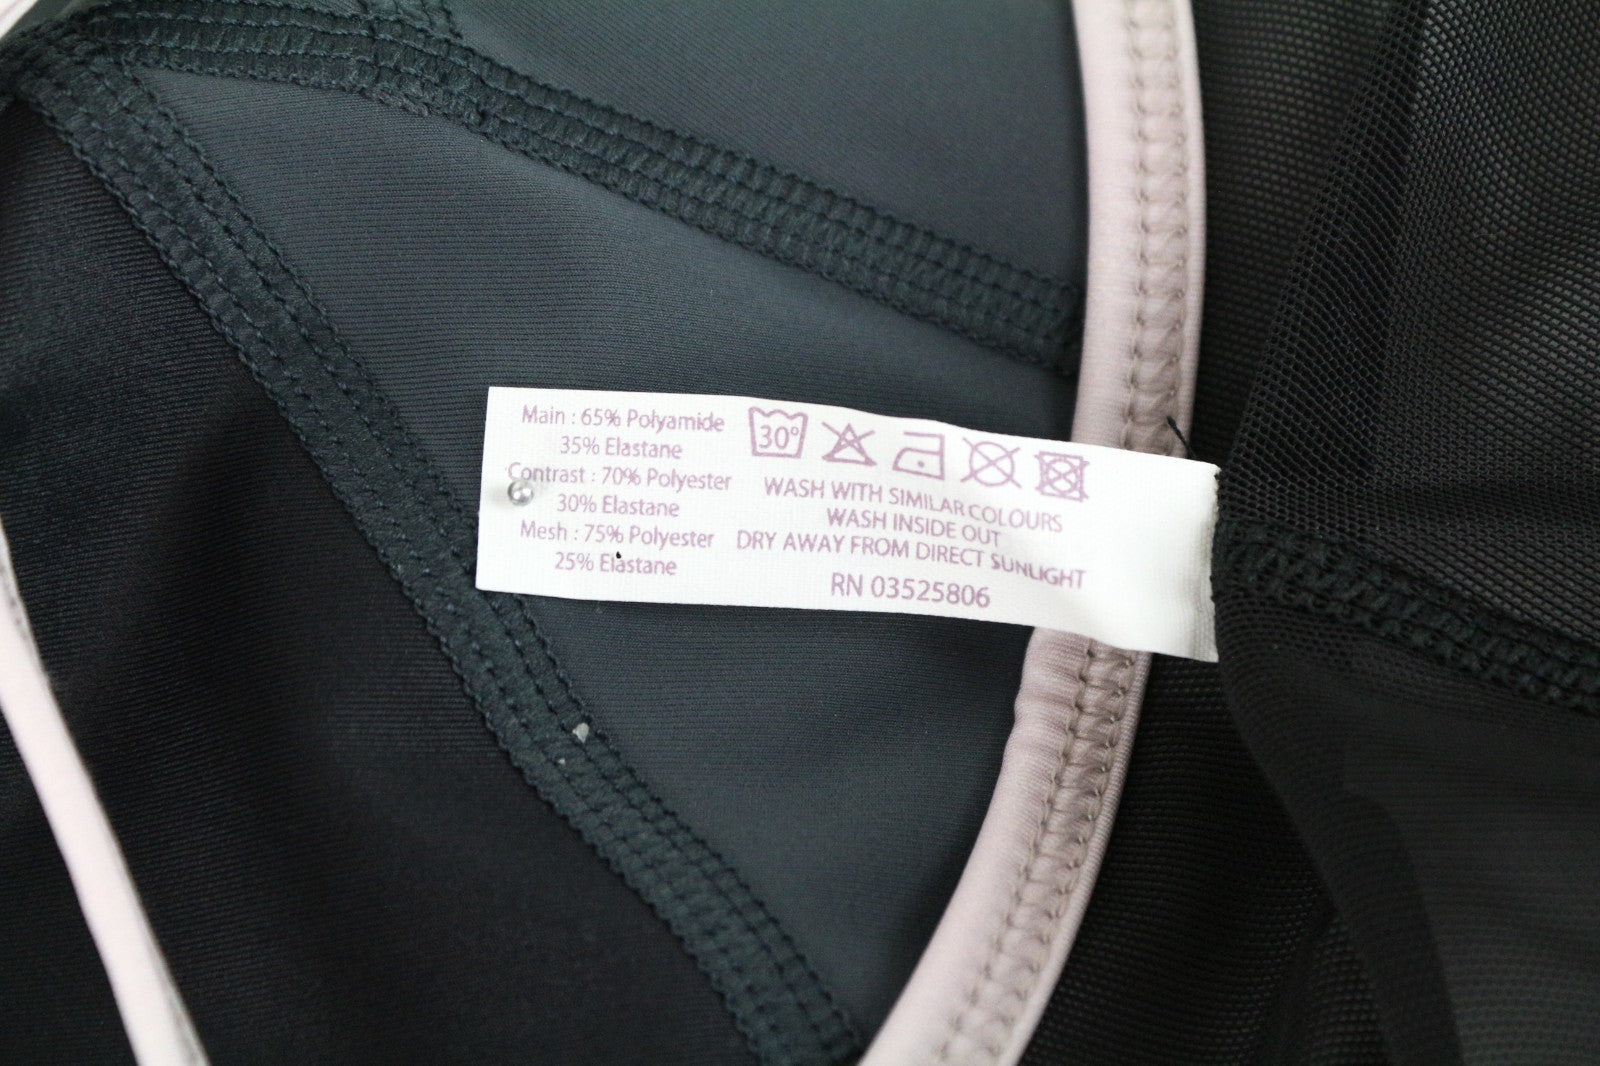 Main : 65% Polyamide
35% Elastane
Contrast : 70% Polyester
30% Elastane
Mesh : 75% Polyester
25% Elastane
30°
WASH WITH SIMILAR COLOURS
WASH INSIDE OUT
DRY AWAY FROM DIRECT SUNLIGHT
RN 03525806